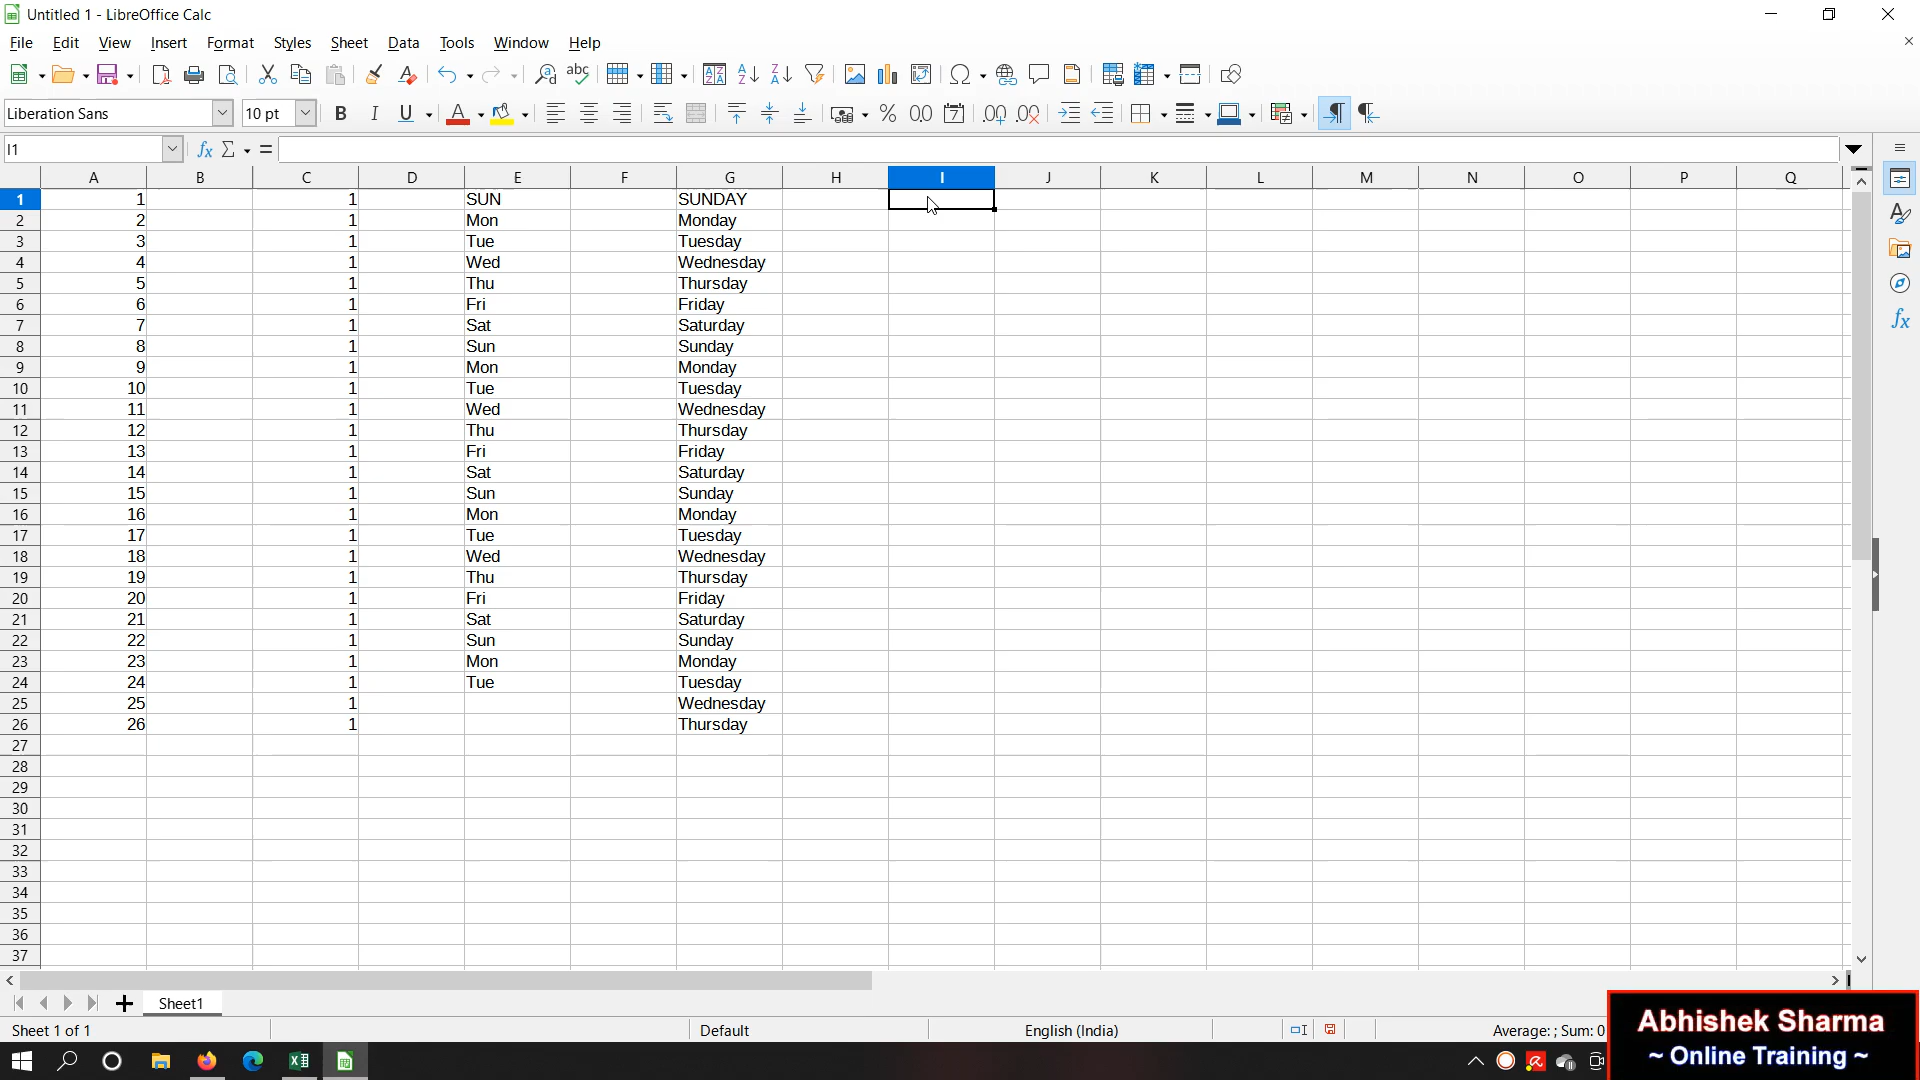 Untitled 1 - LibreOffice Calc
File Edit View Insert Format Styles Sheet Data Tools Window Help
Liberation Sans 10 pt
I1
A B C D E F G H I J K L M N O P Q
1 1 1 SUN SUNDAY
2 2 1 Mon Monday
3 3 1 Tue Tuesday
4 4 1 Wed Wednesday
5 5 1 Thu Thursday
6 6 1 Fri Friday
7 7 1 Sat Saturday
8 8 1 Sun Sunday
9 9 1 Mon Monday
10 10 1 Tue Tuesday
11 11 1 Wed Wednesday
12 12 1 Thu Thursday
13 13 1 Fri Friday
14 14 1 Sat Saturday
15 15 1 Sun Sunday
16 16 1 Mon Monday
17 17 1 Tue Tuesday
18 18 1 Wed Wednesday
19 19 1 Thu Thursday
20 20 1 Fri Friday
21 21 1 Sat Saturday
22 22 1 Sun Sunday
23 23 1 Mon Monday
24 24 1 Tue Tuesday
25 25 1 Wednesday
26 26 1 Thursday
27
28
29
30
31
32
33
34
35
36
37
Sheet1
Sheet 1 of 1 Default English (India) Average: ; Sum: 0
Abhishek Sharma
~ Online Training ~